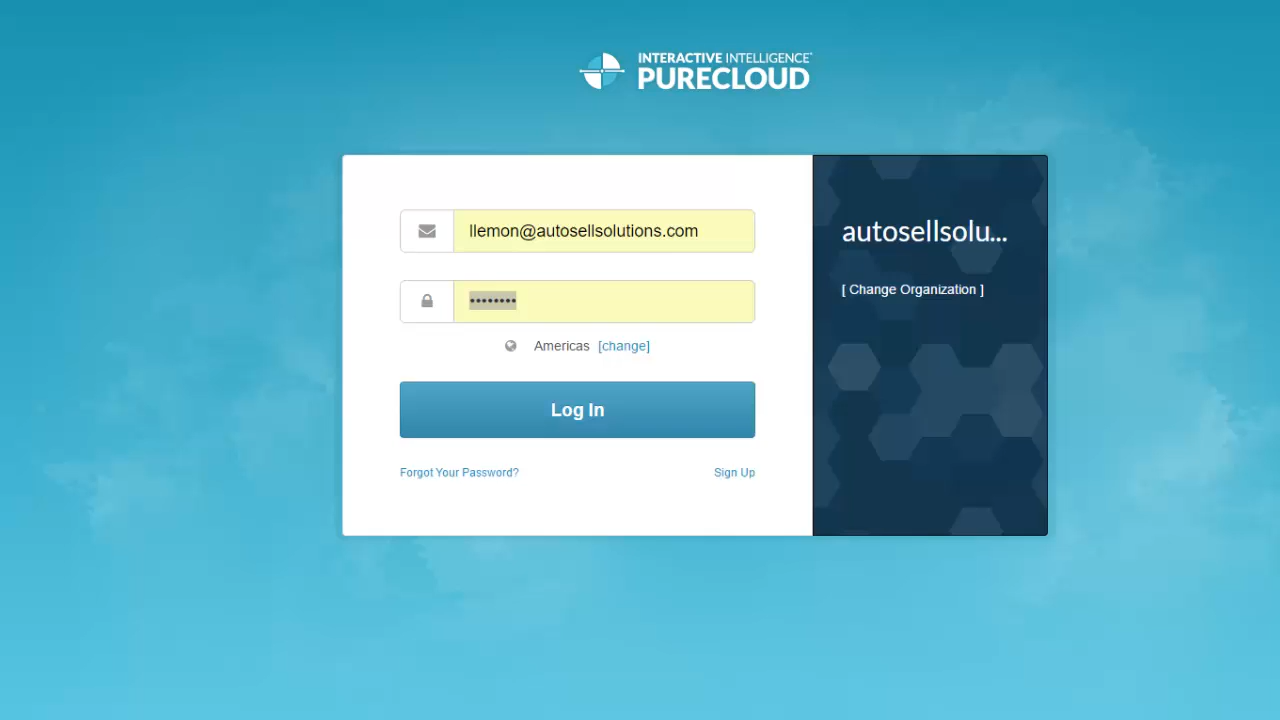 INTERACTIVE INTELLIGENCE
PURECLOUD
llemon@autosellsolutions.com
autosellsolu...
[ Change Organization ]
••••••••
Americas [change]
Log In
Forgot Your Password?
Sign Up